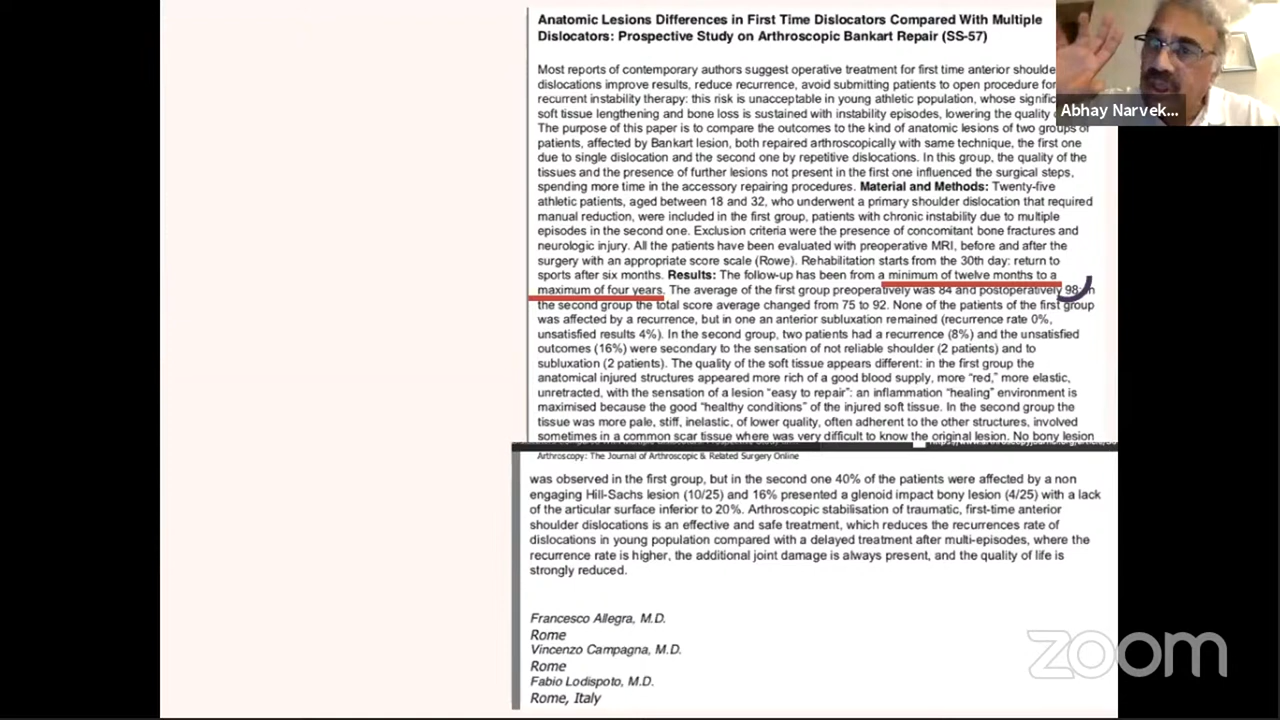 Anatomic Lesions Differences in First Time Dislocators Compared With Multiple
Dislocators: Prospective Study on Arthroscopic Bankart Repair (SS-57)
Most reports of contemporary authors suggest operative treatment for first time anterior shoulde
dislocations improve results, reduce recurrence, avoid submitting patients to open procedure for
recurrent instability therapy: this risk is unacceptable in young athletic population, whose signific
soft tissue lengthening and bone loss is sustained with instability episodes, lowering the quality
The purpose of this paper is to compare the outcomes to the kind of anatomic lesions of two groups of
patients, affected by Bankart lesion, both repaired arthroscopically with same technique, the first one
due to single dislocation and the second one by repetitive dislocations. In this group, the quality of the
tissues and the presence of further lesions not present in the first one influenced the surgical steps,
spending more time in the accessory repairing procedures. Material and Methods: Twenty-five
athletic patients, aged between 18 and 32, who underwent a primary shoulder dislocation that required
manual reduction, were included in the first group, patients with chronic instability due to multiple
episodes in the second one. Exclusion criteria were the presence of concomitant bone fractures and
neurologic injury. All the patients have been evaluated with preoperative MRI, before and after the
surgery with an appropriate score scale (Rowe). Rehabilitation starts from the 30th day: return to
sports after six months. Results: The follow-up has been from a minimum of twelve months to a
maximum of four years. The average of the first group preoperatively was 84 and postoperatively 98: in
the second group the total score average changed from 75 to 92. None of the patients of the first group
was affected by a recurrence, but in one an anterior subluxation remained (recurrence rate 0%,
unsatisfied results 4%). In the second group, two patients had a recurrence (8%) and the unsatisfied
outcomes (16%) were secondary to the sensation of not reliable shoulder (2 patients) and to
subluxation (2 patients). The quality of the soft tissue appears different: in the first group the
anatomical injured structures appeared more rich of a good blood supply, more “red,” more elastic,
unretracted, with the sensation of a lesion “easy to repair”: an inflammation “healing” environment is
maximised because the good “healthy conditions” of the injured soft tissue. In the second group the
tissue was more pale, stiff, inelastic, of lower quality, often adherent to the other structures, involved
sometimes in a common scar tissue where was very difficult to know the original lesion. No bony lesion
Arthroscopy: The Journal of Arthroscopic & Related Surgery Online
was observed in the first group, but in the second one 40% of the patients were affected by a non
engaging Hill-Sachs lesion (10/25) and 16% presented a glenoid impact bony lesion (4/25) with a lack
of the articular surface inferior to 20%. Arthroscopic stabilisation of traumatic, first-time anterior
shoulder dislocations is an effective and safe treatment, which reduces the recurrences rate of
dislocations in young population compared with a delayed treatment after multi-episodes, where the
recurrence rate is higher, the additional joint damage is always present, and the quality of life is
strongly reduced.
Francesco Allegra, M.D.
Rome
Vincenzo Campagna, M.D.
Rome
Fabio Lodispoto, M.D.
Rome, Italy
Abhay Narvek...
zoom